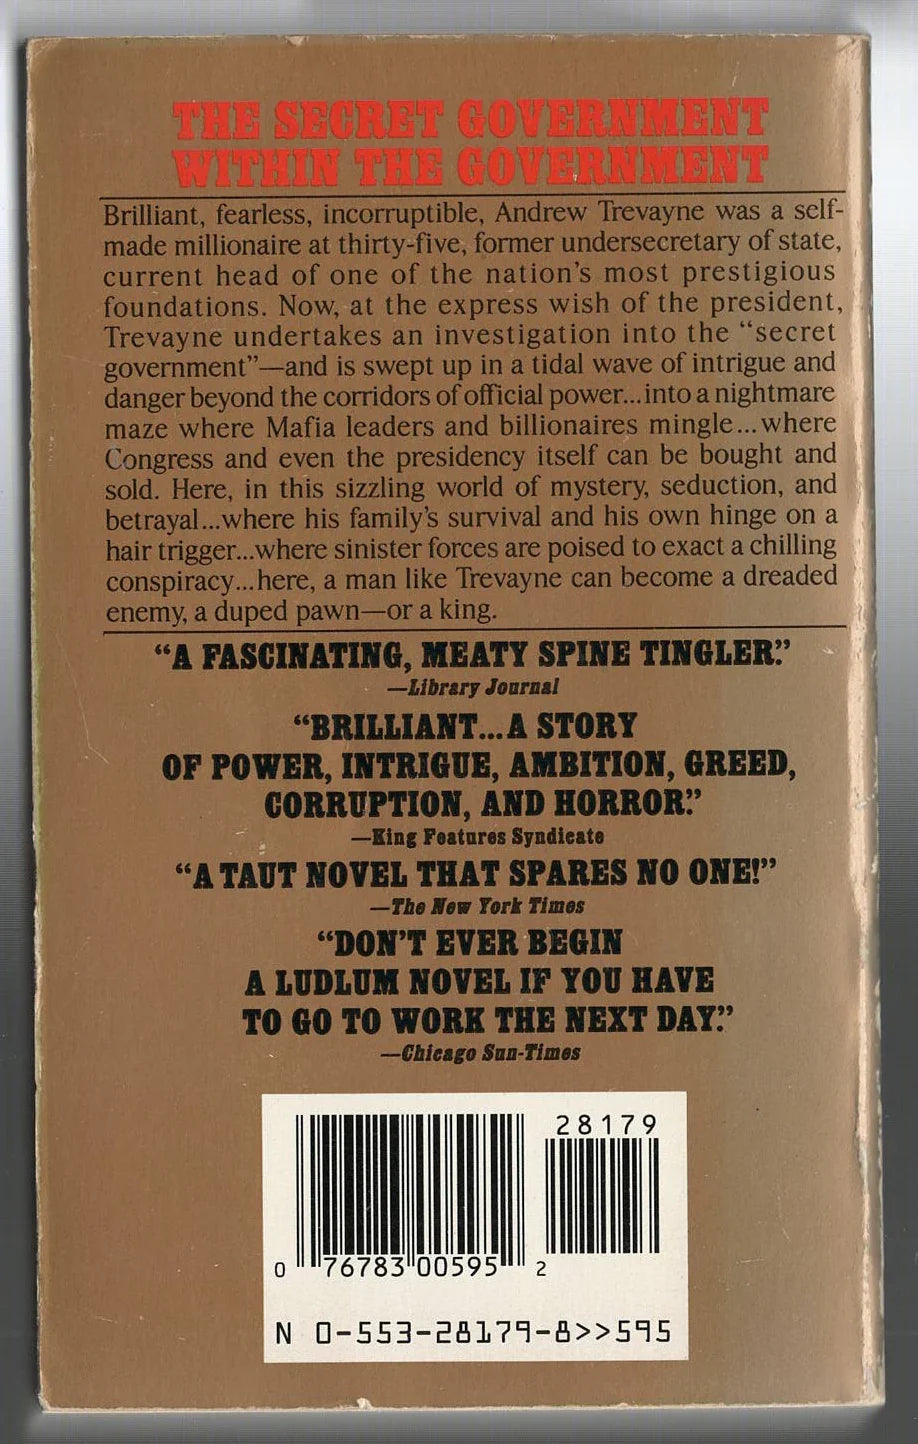 THE SECRET GOVERNMENT
WITHIN THE GOVERNMENT
Brilliant, fearless, incorruptible, Andrew Trevayne was a self-
made millionaire at thirty-five, former undersecretary of state,
current head of one of the nation's most prestigious
foundations. Now, at the express wish of the president,
Trevayne undertakes an investigation into the “secret
government”—and is swept up in a tidal wave of intrigue and
danger beyond the corridors of official power...into a nightmare
maze where Mafia leaders and billionaires mingle...where
Congress and even the presidency itself can be bought and
sold. Here, in this sizzling world of mystery, seduction, and
betrayal...where his family's survival and his own hinge on a
hair trigger...where sinister forces are poised to exact a chilling
conspiracy...here, a man like Trevayne can become a dreaded
enemy, a duped pawn—or a king.
“A FASCINATING, MEATY SPINE TINGLER.”
—Library Journal
“BRILLIANT...A STORY
OF POWER, INTRIGUE, AMBITION, GREED,
CORRUPTION, AND HORROR.”
—King Features Syndicate
“A TAUT NOVEL THAT SPARES NO ONE!”
—The New York Times
“DON'T EVER BEGIN
A LUDLUM NOVEL IF YOU HAVE
TO GO TO WORK THE NEXT DAY.”
—Chicago Sun-Times
28179
0 76783 00595 2
N 0-553-28179-8>>595